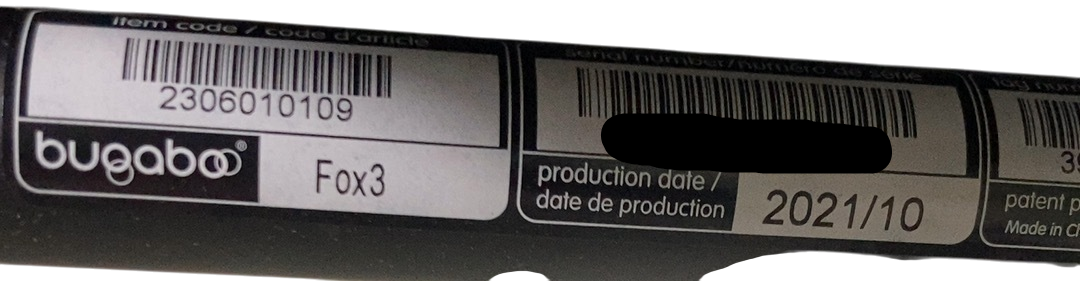 item code / code d'article
2306010109
bugaboo®
Fox3
serial number/numéro de série
production date /
date de production
2021/10
patent
Made in